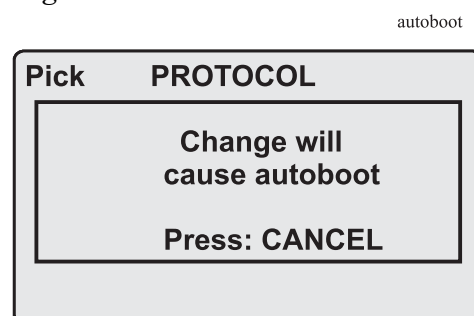 autoboot
Pick PROTOCOL
Change will
cause autoboot
Press: CANCEL